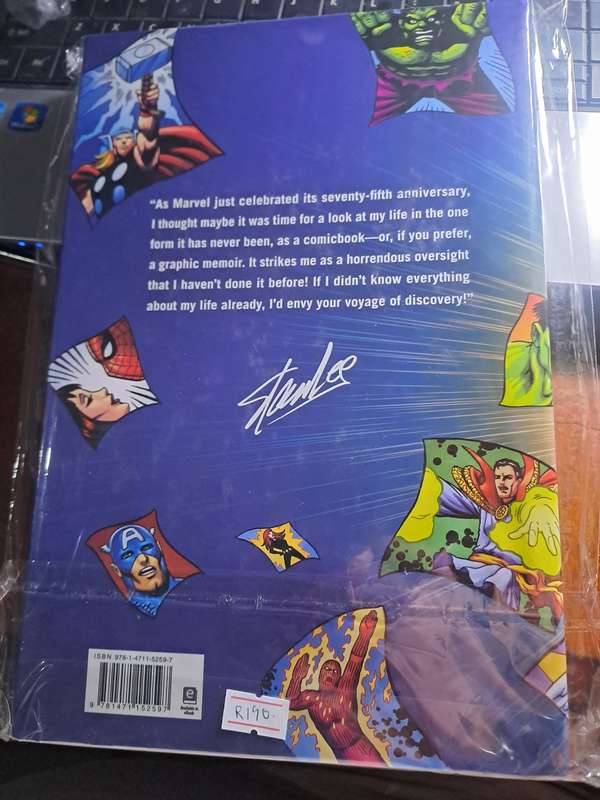 “As Marvel just celebrated its seventy-fifth anniversary,
I thought maybe it was time for a look at my life in the one
form it has never been, as a comicbook—or, if you prefer,
a graphic memoir. It strikes me as a horrendous oversight
that I haven’t done it before! If I didn’t know everything
about my life already, I’d envy your voyage of discovery!”
Stan Lee
ISBN 978-1-4711-5259-7
9 781471 152597
e
Available as
eBook
R190.